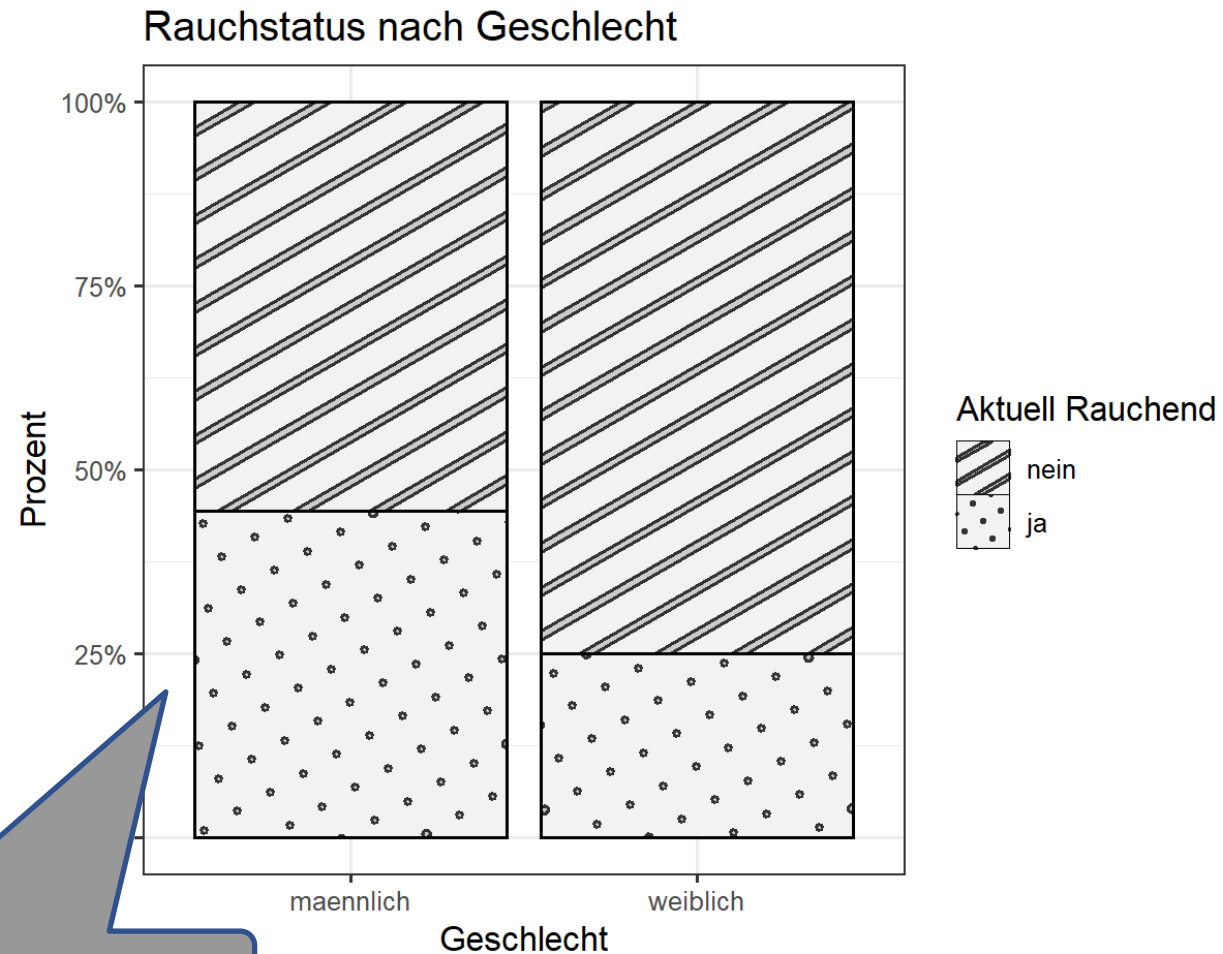 Rauchstatus nach Geschlecht
100%
75%
50%
25%
Prozent
maennlich
weiblich
Geschlecht
Aktuell Rauchend
nein
ja